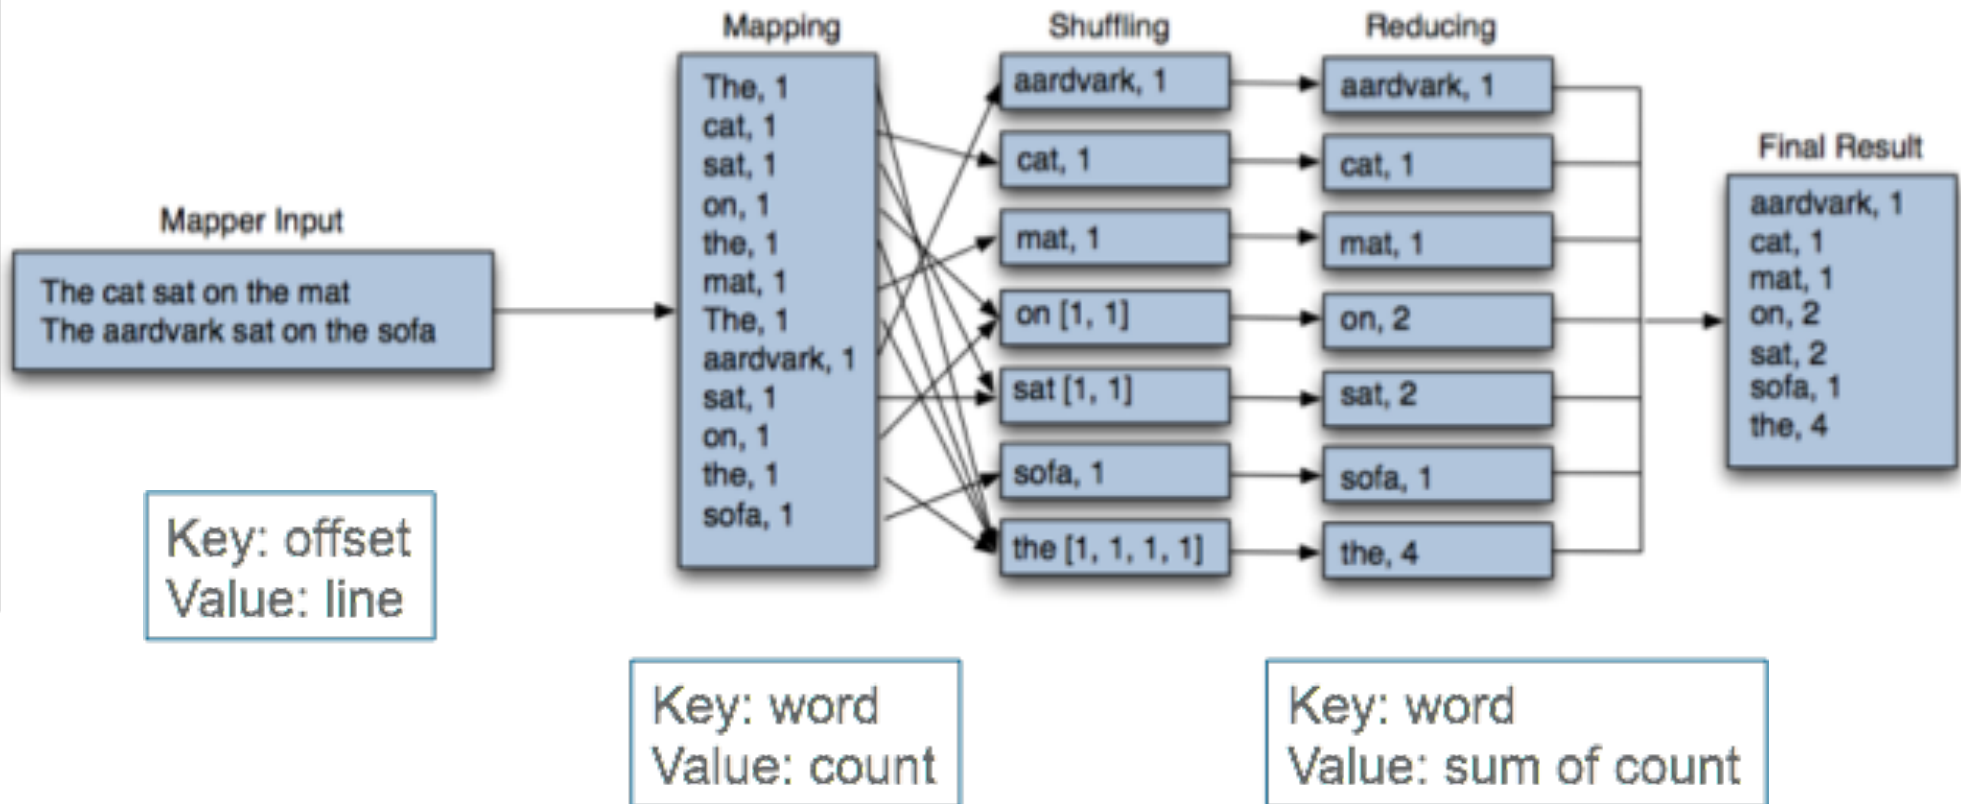 Mapper Input
The cat sat on the mat
The aardvark sat on the sofa
Key: offset
Value: line
Mapping
The, 1
cat, 1
sat, 1
on, 1
the, 1
mat, 1
The, 1
aardvark, 1
sat, 1
on, 1
the, 1
sofa, 1
Key: word
Value: count
Shuffling
aardvark, 1
cat, 1
mat, 1
on [1, 1]
sat [1, 1]
sofa, 1
the [1, 1, 1, 1]
Reducing
aardvark, 1
cat, 1
mat, 1
on, 2
sat, 2
sofa, 1
the, 4
Key: word
Value: sum of count
Final Result
aardvark, 1
cat, 1
mat, 1
on, 2
sat, 2
sofa, 1
the, 4